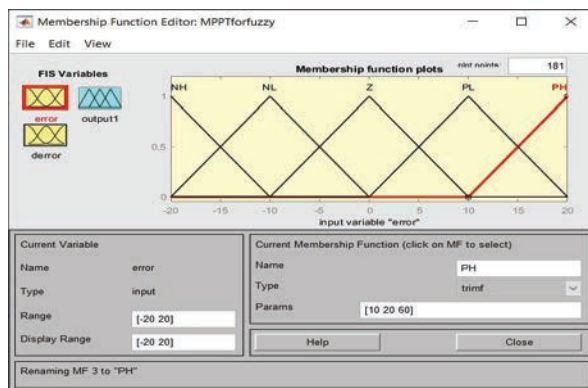 Membership Function Editor: MPPTforfuzzy
File Edit View
FIS Variables
error
output1
derror
Membership function plots
plot points:
181
NH NL Z PL PH
1
0.5
0
-20 -15 -10 -5 0 5 10 15 20
input variable "error"
Current Variable
Name error
Type input
Range [-20 20]
Display Range [-20 20]
Current Membership Function (click on MF to select)
Name PH
Type trimf
Params [10 20 60]
Help Close
Renaming MF 3 to "PH"